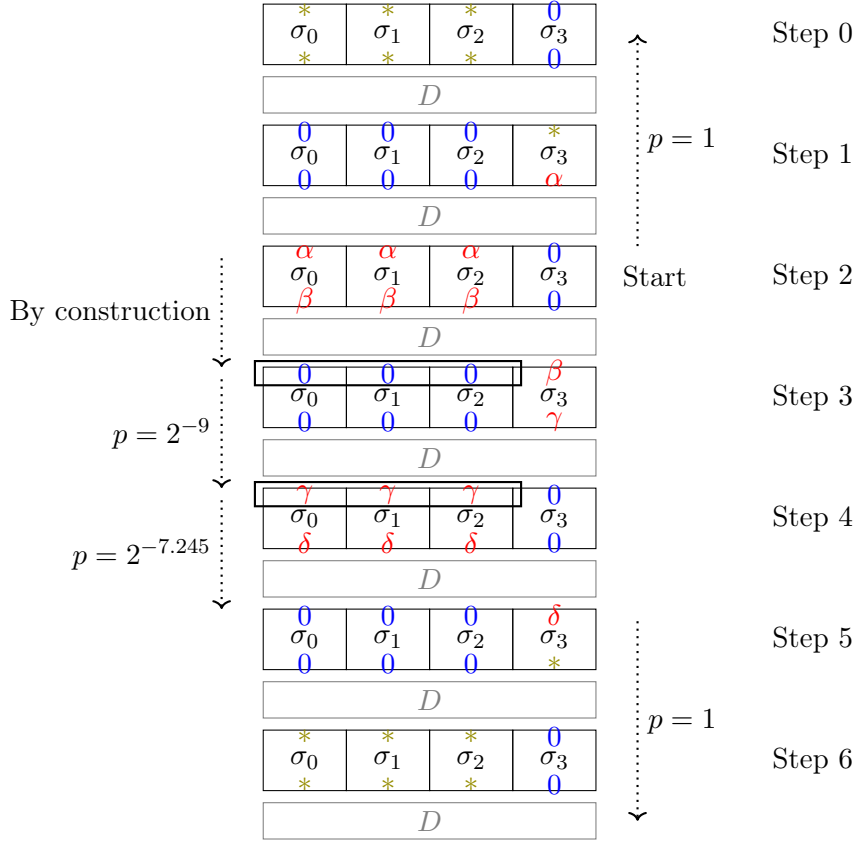 * * * 0
σ₀ σ₁ σ₂ σ₃ Step 0
* * * 0
D
0 0 0 *
p = 1
σ₀ σ₁ σ₂ σ₃ Step 1
0 0 0 α
D
α α α 0
σ₀ σ₁ σ₂ σ₃ Start Step 2
β β β 0
By construction
D
0 0 0 β
σ₀ σ₁ σ₂ σ₃ Step 3
0 0 0 γ
p = 2⁻⁹
D
γ γ γ 0
σ₀ σ₁ σ₂ σ₃ Step 4
δ δ δ 0
p = 2⁻⁷·²⁴⁵
D
0 0 0 δ
σ₀ σ₁ σ₂ σ₃ Step 5
0 0 0 *
D
p = 1
* * * 0
σ₀ σ₁ σ₂ σ₃ Step 6
* * * 0
D